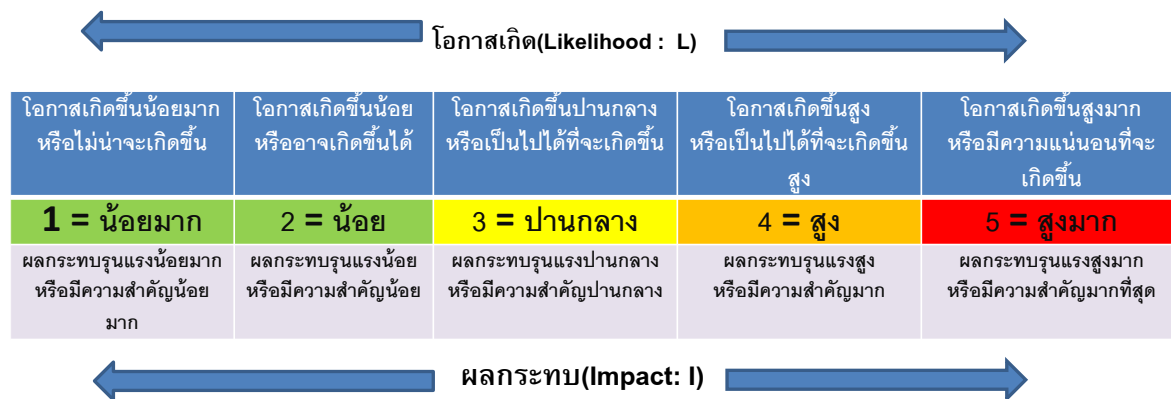 โอกาสเกิด(Likelihood : L)
โอกาสเกิดขึ้นน้อยมาก
หรือไม่น่าจะเกิดขึ้น
โอกาสเกิดขึ้นน้อย
หรืออาจเกิดขึ้นได้
โอกาสเกิดขึ้นปานกลาง
หรือเป็นไปได้ที่จะเกิดขึ้น
โอกาสเกิดขึ้นสูง
หรือเป็นไปได้ที่จะเกิดขึ้น
สูง
โอกาสเกิดขึ้นสูงมาก
หรือมีความแน่นอนที่จะ
เกิดขึ้น
1 = น้อยมาก
2 = น้อย
3 = ปานกลาง
4 = สูง
5 = สูงมาก
ผลกระทบรุนแรงน้อยมาก
หรือมีความสำคัญน้อย
มาก
ผลกระทบรุนแรงน้อย
หรือมีความสำคัญน้อย
ผลกระทบรุนแรงปานกลาง
หรือมีความสำคัญปานกลาง
ผลกระทบรุนแรงสูง
หรือมีความสำคัญมาก
ผลกระทบรุนแรงสูงมาก
หรือมีความสำคัญมากที่สุด
ผลกระทบ(Impact: I)